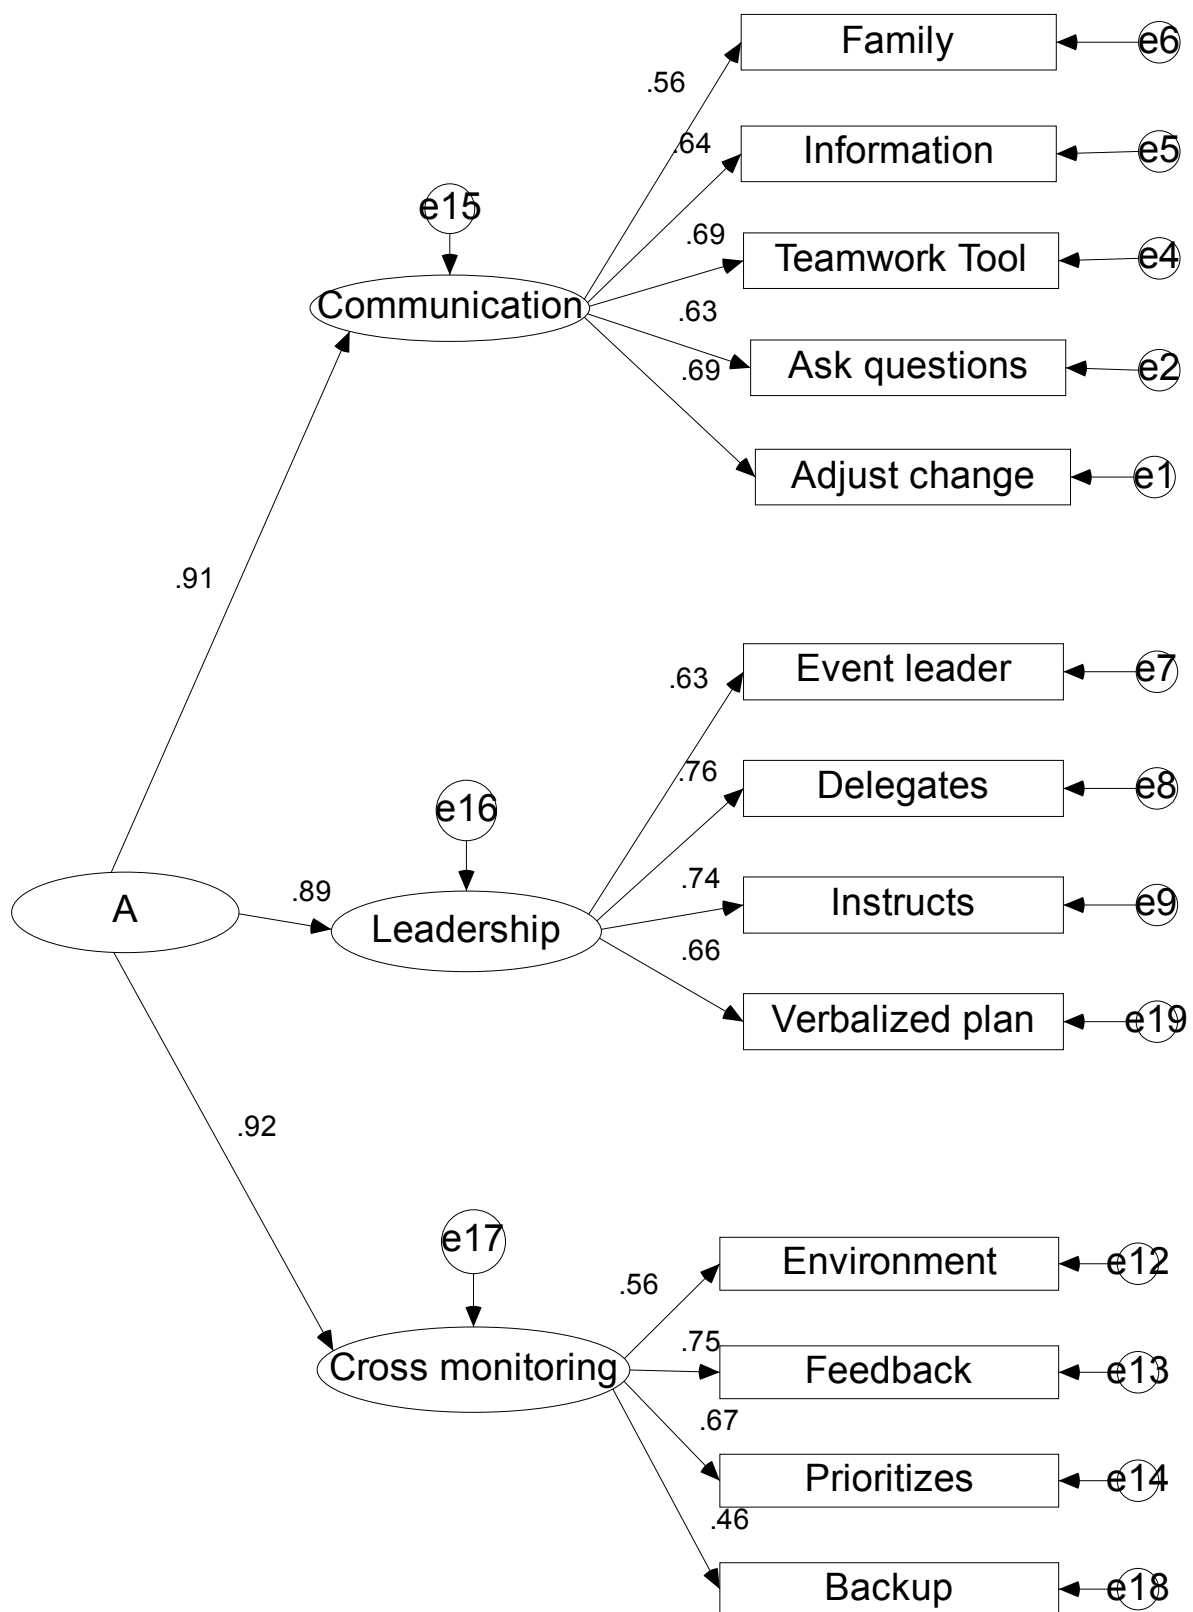 Family
e6
.56
.64
Information
e5
e15
.69
Teamwork Tool
e4
Communication
.63
Ask questions
e2
.69
Adjust change
e1
.91
.63
Event leader
e7
.76
Delegates
e8
e16
.89
.74
Instructs
e9
A
Leadership
.66
Verbalized plan
e19
.92
e17
.56
Environment
e12
.75
Feedback
e13
Cross monitoring
.67
Prioritizes
e14
.46
Backup
e18